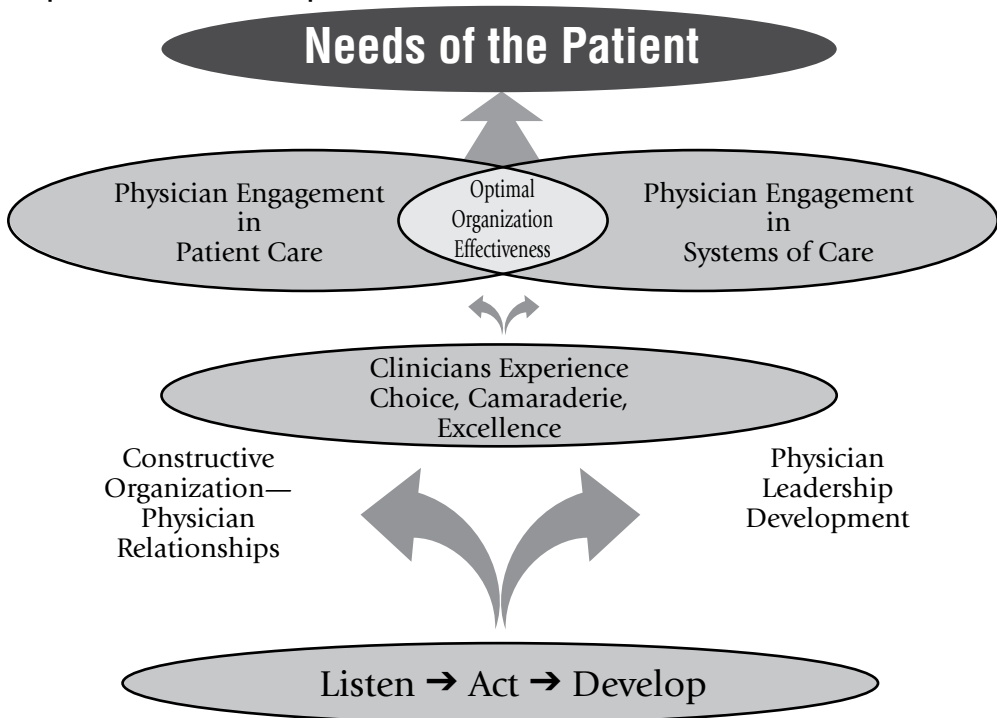 Needs of the Patient
Physician Engagement
in
Patient Care
Optimal
Organization
Effectiveness
Physician Engagement
in
Systems of Care
Clinicians Experience
Choice, Camaraderie,
Excellence
Constructive
Organization—
Physician
Relationships
Physician
Leadership
Development
Listen ➔ Act ➔ Develop